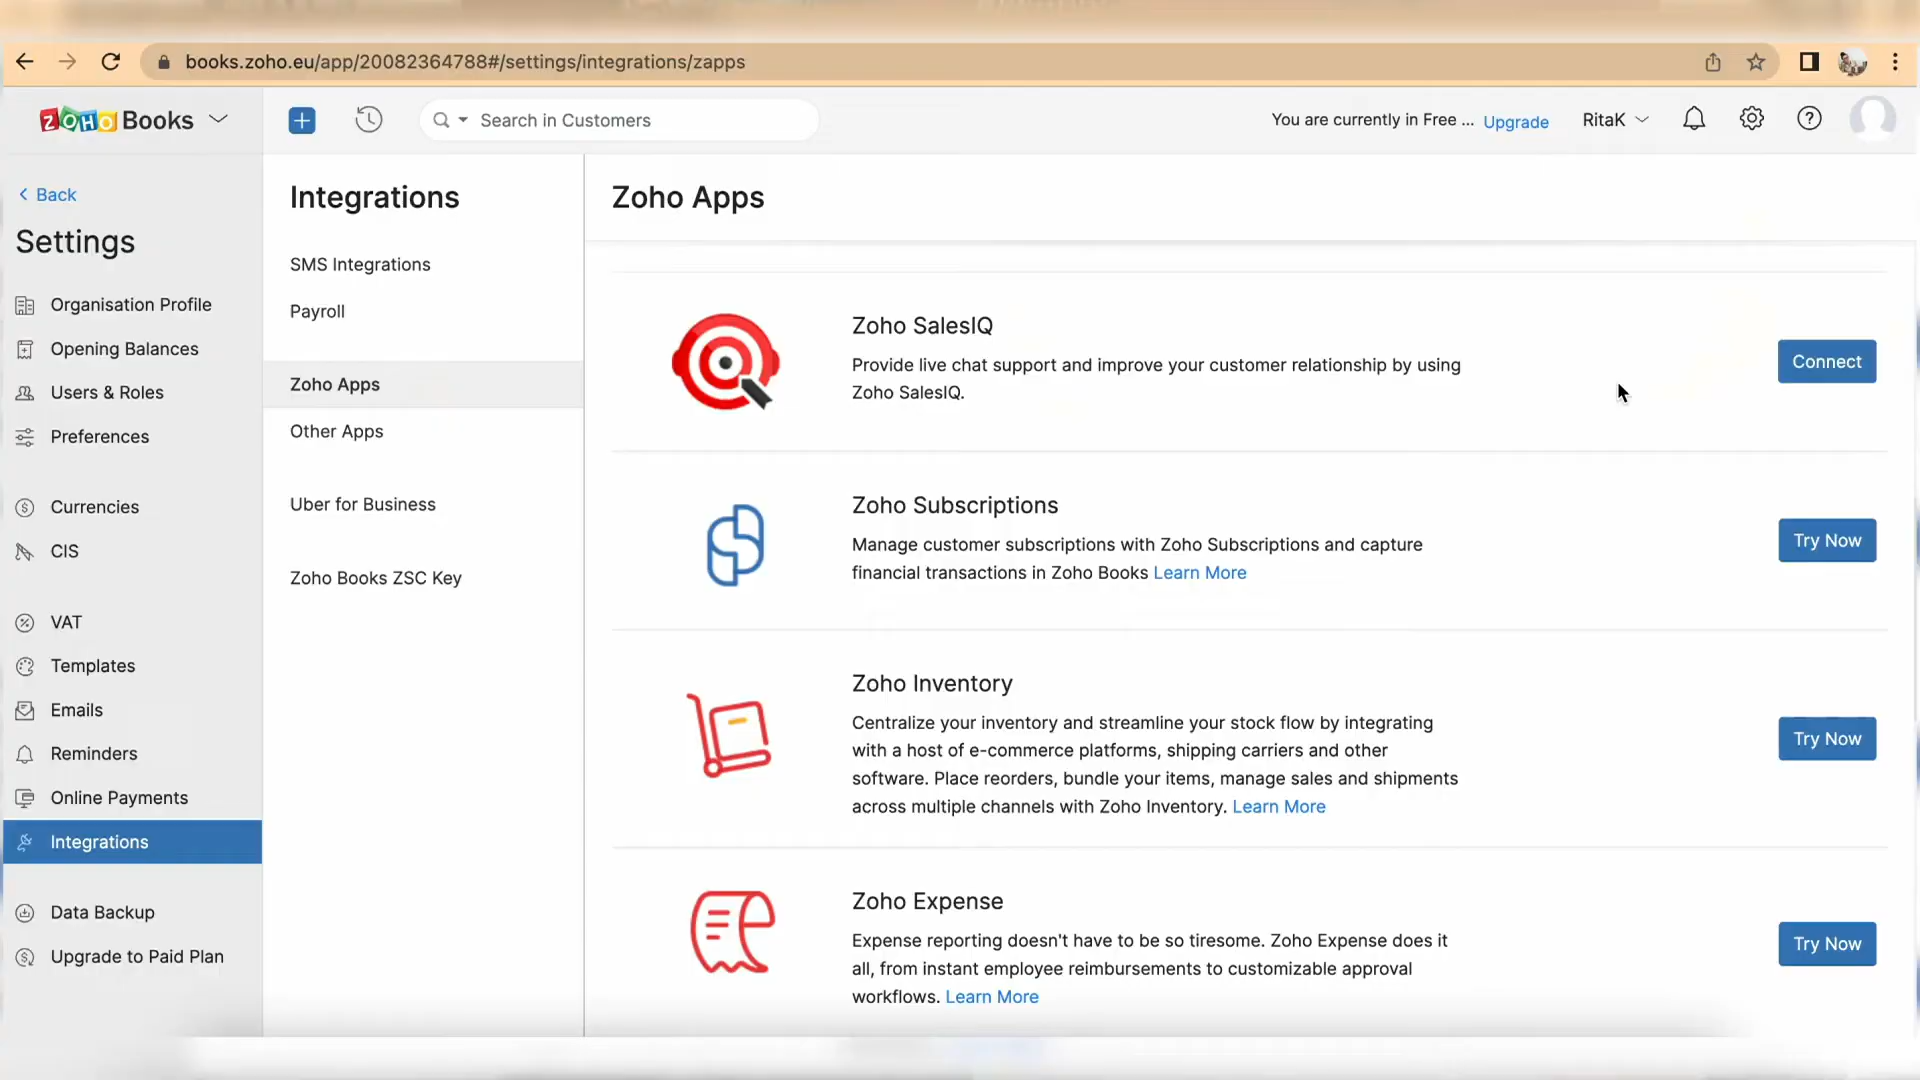 books.zoho.eu/app/20082364788#/settings/integrations/zapps
ZOHO Books
Search in Customers
You are currently in Free ... Upgrade
RitaK
Back
Settings
Organisation Profile
Opening Balances
Users & Roles
Preferences
Currencies
CIS
VAT
Templates
Emails
Reminders
Online Payments
Integrations
Data Backup
Upgrade to Paid Plan
Integrations
SMS Integrations
Payroll
Zoho Apps
Other Apps
Uber for Business
Zoho Books ZSC Key
Zoho Apps
Zoho SalesIQ
Provide live chat support and improve your customer relationship by using
Zoho SalesIQ.
Connect
Zoho Subscriptions
Manage customer subscriptions with Zoho Subscriptions and capture
financial transactions in Zoho Books Learn More
Try Now
Zoho Inventory
Centralize your inventory and streamline your stock flow by integrating
with a host of e-commerce platforms, shipping carriers and other
software. Place reorders, bundle your items, manage sales and shipments
across multiple channels with Zoho Inventory. Learn More
Try Now
Zoho Expense
Expense reporting doesn't have to be so tiresome. Zoho Expense does it
all, from instant employee reimbursements to customizable approval
workflows. Learn More
Try Now